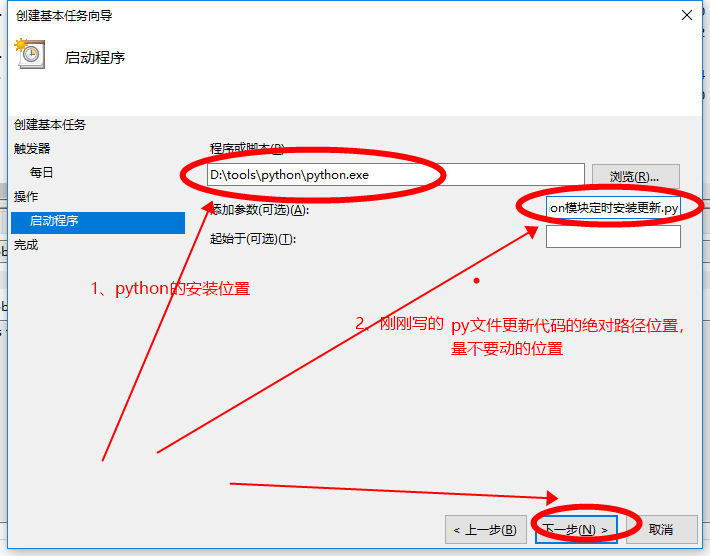 创建基本任务向导
启动程序
创建基本任务
触发器
每日
操作
启动程序
完成
程序或脚本(P):
D:\tools\python\python.exe
浏览(R)...
添加参数(可选)(A):
on模块定时安装更新.py
起始于(可选)(T):
1、python的安装位置
2、刚刚写的 py文件更新代码的绝对路径位置，
量不要动的位置
< 上一步(B)
下一步(N) >
取消